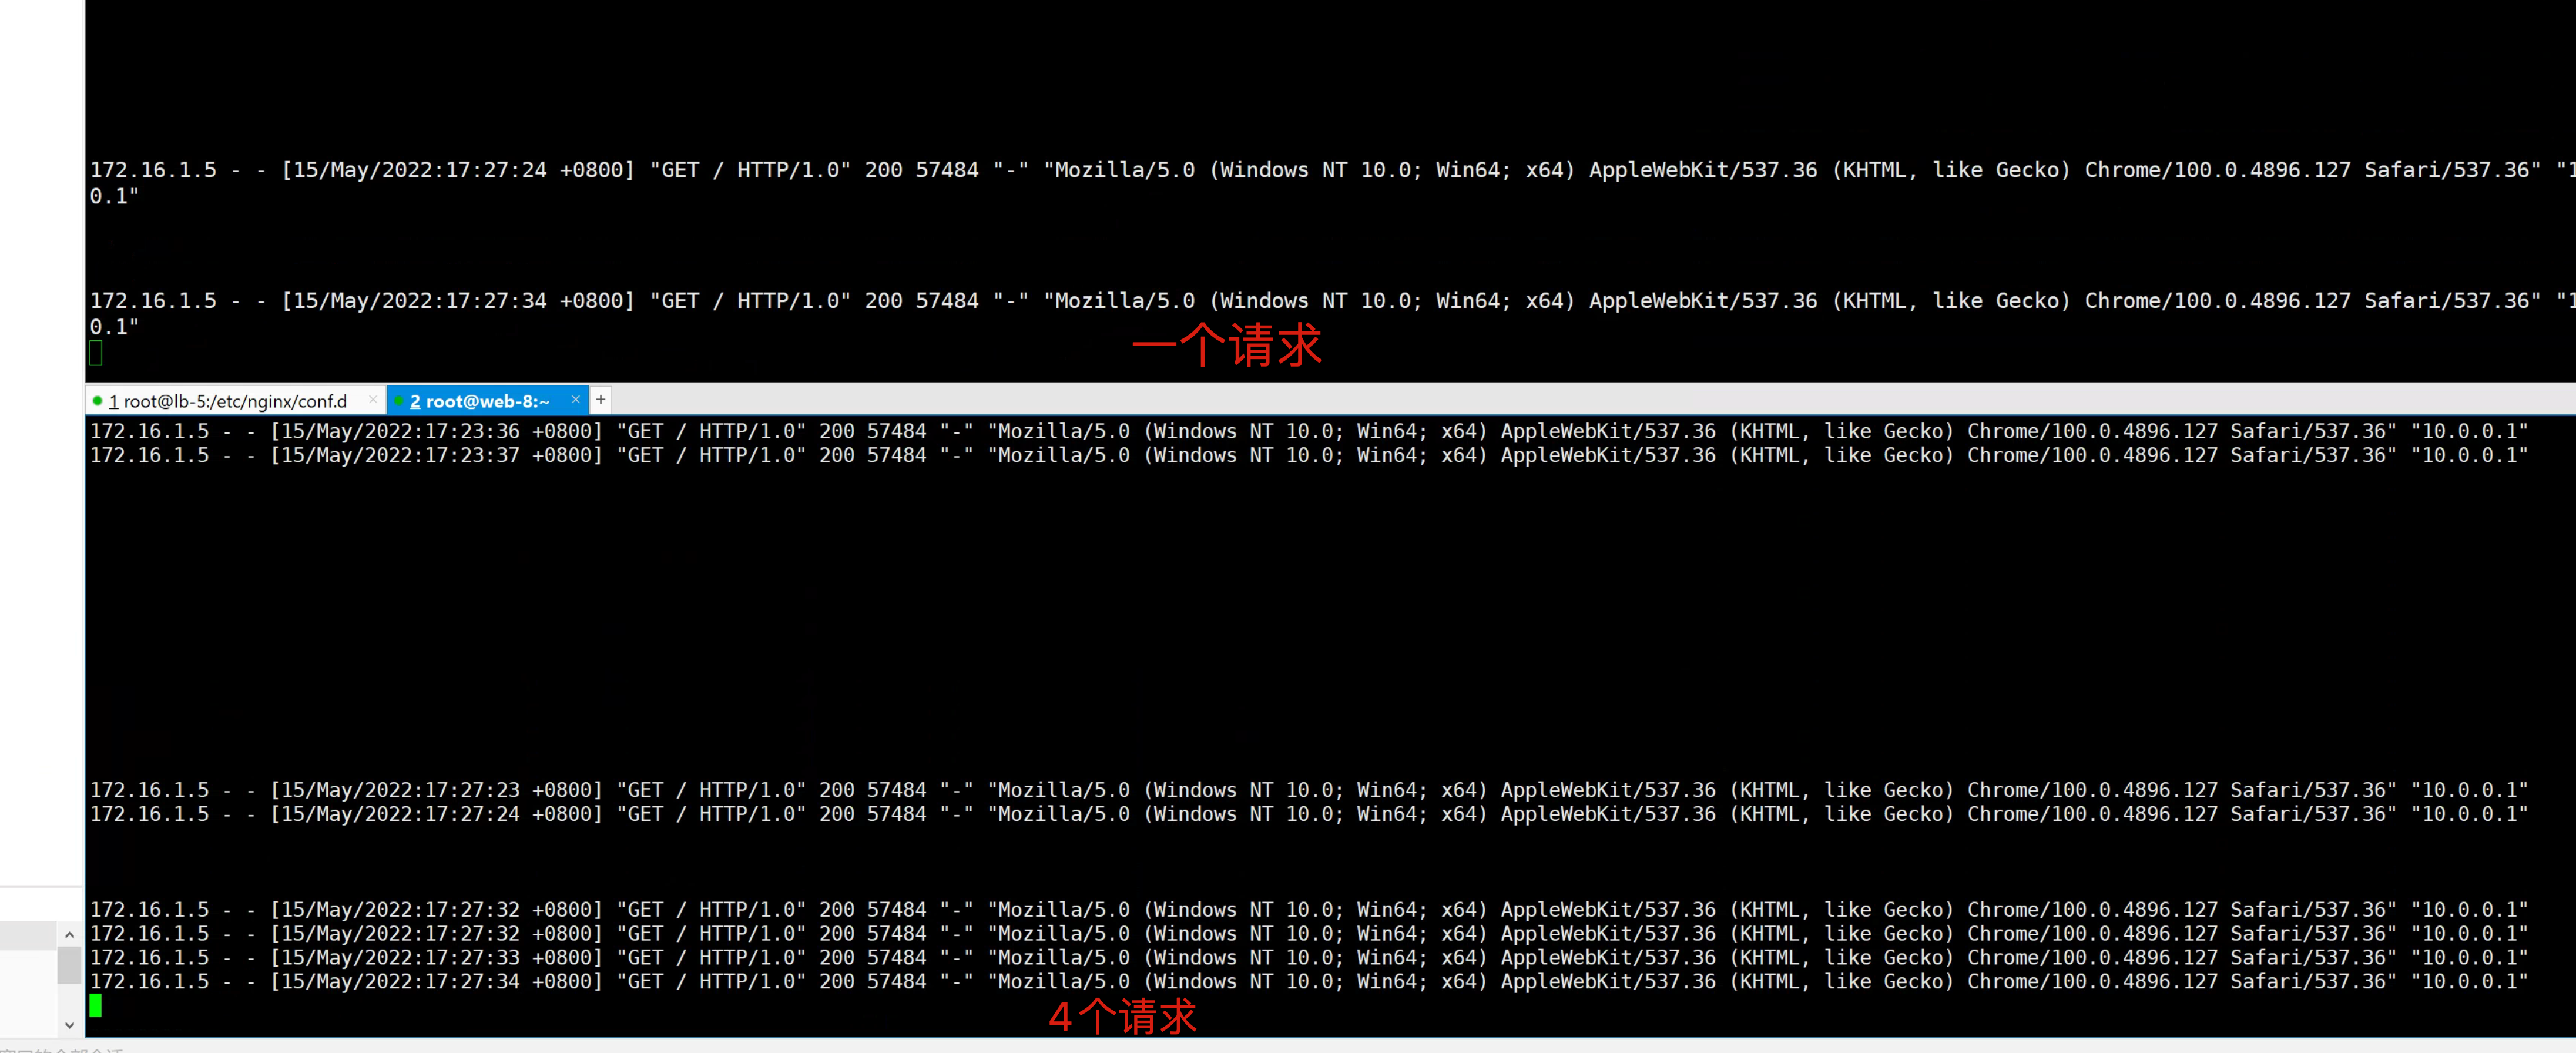 172.16.1.5 - - [15/May/2022:17:27:24 +0800] "GET / HTTP/1.0" 200 57484 "-" "Mozilla/5.0 (Windows NT 10.0; Win64; x64) AppleWebKit/537.36 (KHTML, like Gecko) Chrome/100.0.4896.127 Safari/537.36" "1
0.1"
172.16.1.5 - - [15/May/2022:17:27:34 +0800] "GET / HTTP/1.0" 200 57484 "-" "Mozilla/5.0 (Windows NT 10.0; Win64; x64) AppleWebKit/537.36 (KHTML, like Gecko) Chrome/100.0.4896.127 Safari/537.36" "1
0.1"
一个请求
1 root@lb-5:/etc/nginx/conf.d × 2 root@web-8:~ × +
172.16.1.5 - - [15/May/2022:17:23:36 +0800] "GET / HTTP/1.0" 200 57484 "-" "Mozilla/5.0 (Windows NT 10.0; Win64; x64) AppleWebKit/537.36 (KHTML, like Gecko) Chrome/100.0.4896.127 Safari/537.36" "10.0.0.1"
172.16.1.5 - - [15/May/2022:17:23:37 +0800] "GET / HTTP/1.0" 200 57484 "-" "Mozilla/5.0 (Windows NT 10.0; Win64; x64) AppleWebKit/537.36 (KHTML, like Gecko) Chrome/100.0.4896.127 Safari/537.36" "10.0.0.1"
172.16.1.5 - - [15/May/2022:17:27:23 +0800] "GET / HTTP/1.0" 200 57484 "-" "Mozilla/5.0 (Windows NT 10.0; Win64; x64) AppleWebKit/537.36 (KHTML, like Gecko) Chrome/100.0.4896.127 Safari/537.36" "10.0.0.1"
172.16.1.5 - - [15/May/2022:17:27:24 +0800] "GET / HTTP/1.0" 200 57484 "-" "Mozilla/5.0 (Windows NT 10.0; Win64; x64) AppleWebKit/537.36 (KHTML, like Gecko) Chrome/100.0.4896.127 Safari/537.36" "10.0.0.1"
172.16.1.5 - - [15/May/2022:17:27:32 +0800] "GET / HTTP/1.0" 200 57484 "-" "Mozilla/5.0 (Windows NT 10.0; Win64; x64) AppleWebKit/537.36 (KHTML, like Gecko) Chrome/100.0.4896.127 Safari/537.36" "10.0.0.1"
172.16.1.5 - - [15/May/2022:17:27:32 +0800] "GET / HTTP/1.0" 200 57484 "-" "Mozilla/5.0 (Windows NT 10.0; Win64; x64) AppleWebKit/537.36 (KHTML, like Gecko) Chrome/100.0.4896.127 Safari/537.36" "10.0.0.1"
172.16.1.5 - - [15/May/2022:17:27:33 +0800] "GET / HTTP/1.0" 200 57484 "-" "Mozilla/5.0 (Windows NT 10.0; Win64; x64) AppleWebKit/537.36 (KHTML, like Gecko) Chrome/100.0.4896.127 Safari/537.36" "10.0.0.1"
172.16.1.5 - - [15/May/2022:17:27:34 +0800] "GET / HTTP/1.0" 200 57484 "-" "Mozilla/5.0 (Windows NT 10.0; Win64; x64) AppleWebKit/537.36 (KHTML, like Gecko) Chrome/100.0.4896.127 Safari/537.36" "10.0.0.1"
4个请求